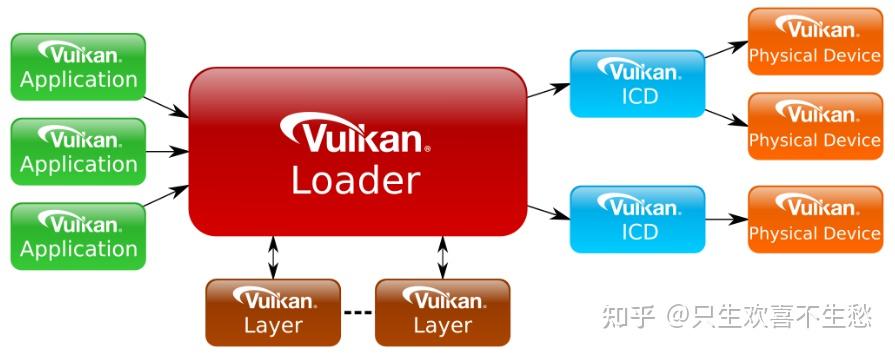 Vulkan®
Application
Vulkan®
Application
Vulkan®
Application
Vulkan®
Loader
Vulkan®
Layer
Vulkan®
Layer
Vulkan®
ICD
Vulkan®
ICD
Vulkan®
Physical Device
Vulkan®
Physical Device
Vulkan®
Physical Device
知乎 @只生欢喜不生愁